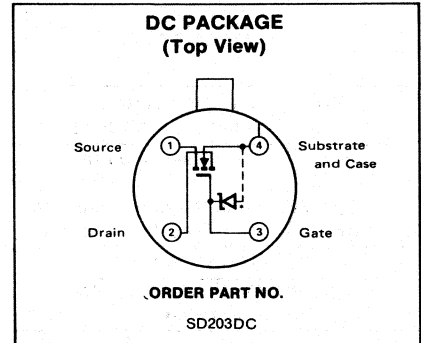 DC PACKAGE
(Top View)
Source 1 4 Substrate
and Case
Drain 2 3 Gate
ORDER PART NO.
SD203DC